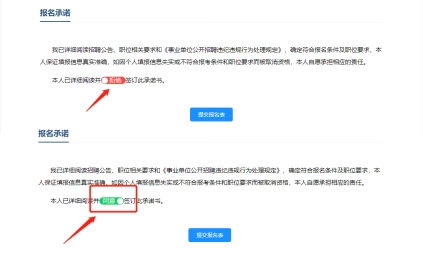 报名承诺
我已详细阅读招聘公告、职位相关要求和《事业单位公开招聘违纪违规行为处理规定》，确定符合报名条件及职位要求，本
人保证填报信息真实准确，如因个人填报信息失实或不符合报考条件和职位要求而被取消资格，本人自愿承担相应的责任。
本人已详细阅读并 签订此承诺书。
提交报名表
报名承诺
我已详细阅读招聘公告、职位相关要求和《事业单位公开招聘违纪违规行为处理规定》，确定符合报名条件及职位要求，本
人保证填报信息真实准确，如因个人填报信息失实或不符合报考条件和职位要求而被取消资格，本人自愿承担相应的责任。
本人已详细阅读并同意签订此承诺书。
提交报名表